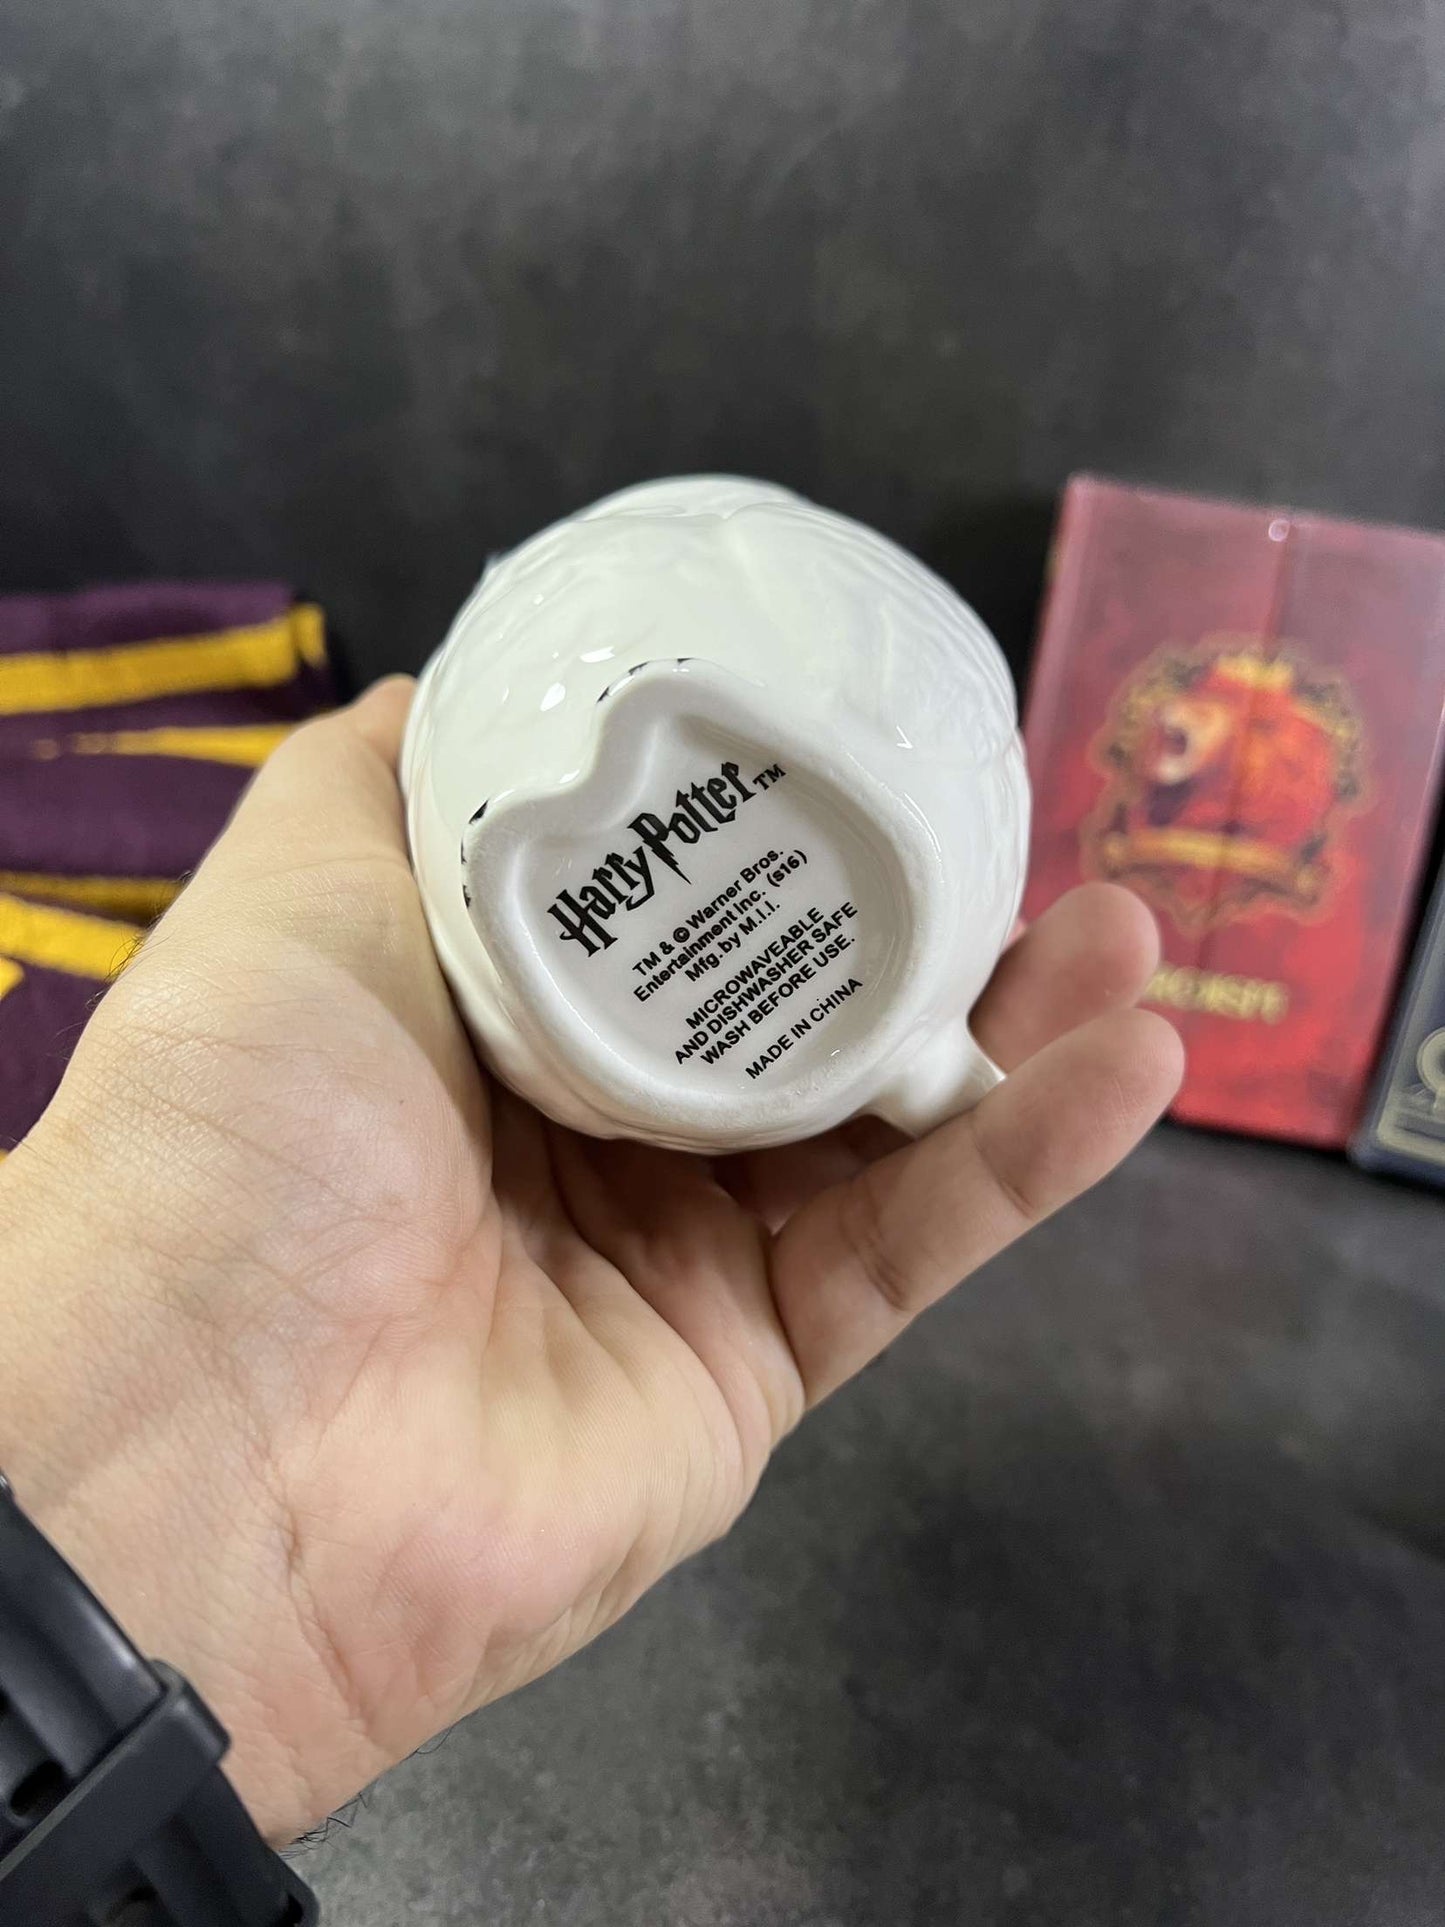 Harry Potter™
TM & © Warner Bros.
Entertainment Inc. (s16)
Mfg. by M.I.I.
MICROWAVEABLE
AND DISHWASHER SAFE
WASH BEFORE USE.
MADE IN CHINA